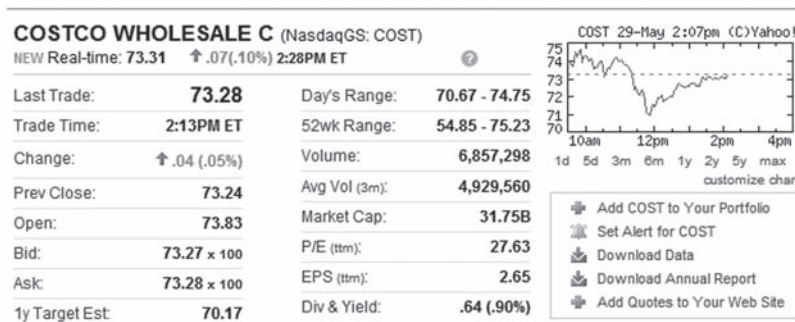 COSTCO WHOLESALE C (NasdaqGS: COST)
NEW Real-time: 73.31 .07(.10%) 2:28PM ET ?
Last Trade: 73.28
Trade Time: 2:13PM ET
Change: .04 (.05%)
Prev Close: 73.24
Open: 73.83
Bid: 73.27 x 100
Ask: 73.28 x 100
1y Target Est: 70.17
Day's Range: 70.67 - 74.75
52wk Range: 54.85 - 75.23
Volume: 6,857,298
Avg Vol (3m): 4,929,560
Market Cap: 31.75B
P/E (ttm): 27.63
EPS (ttm): 2.65
Div & Yield: .64 (.90%)
COST 29-May 2:07pm (C)Yahoo!
75
74
73
72
71
70
10am 12pm 2pm 4pm
1d 5d 3m 6m 1y 2y 5y max
customize char
Add COST to Your Portfolio
Set Alert for COST
Download Data
Download Annual Report
Add Quotes to Your Web Site